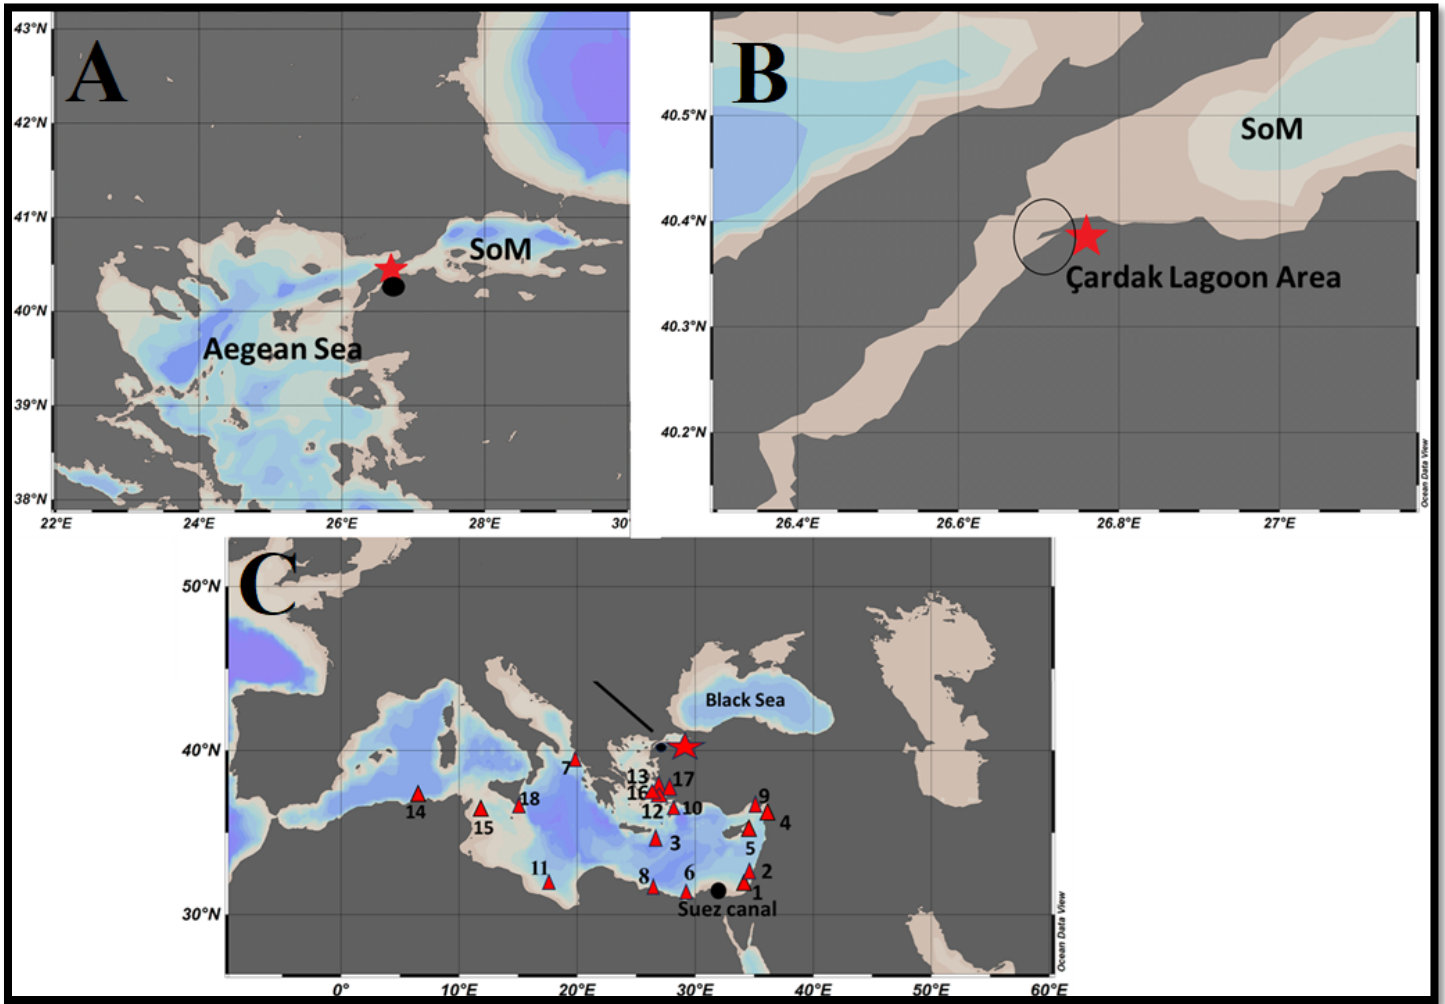 A
43°N
42°N
41°N
40°N
39°N
38°N
SoM
Aegean Sea
22°E 24°E 26°E 28°E 30°
B
40.5°N
40.4°N
40.3°N
40.2°N
SoM
Çardak Lagoon Area
26.4°E 26.6°E 26.8°E 27°E
Ocean Data View
C
50°N
40°N
30°N
Black Sea
7
13 17
16
12 10
9
4
14
15
18
3
5
11
8 6
2
1
Suez canal
0° 10°E 20°E 30°E 40°E 50°E 60°E
Ocean Data View